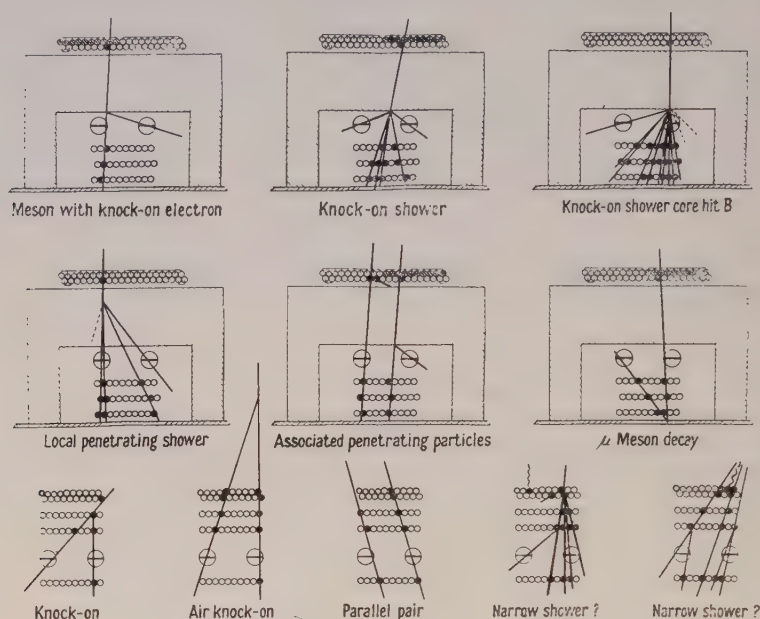 Meson with knock-on electron
Knock-on shower
Knock-on shower core hit B
Local penetrating shower
Associated penetrating particles
μ Meson decay
Knock-on
Air knock-on
Parallel pair
Narrow shower ?
Narrow shower ?